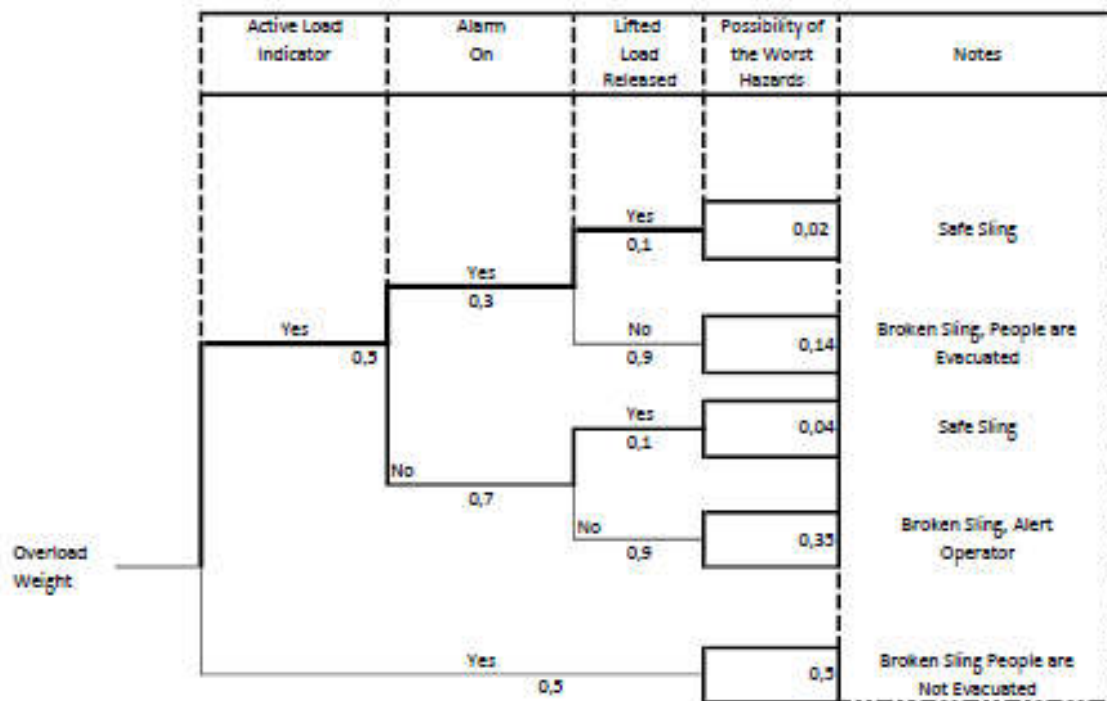 Active Load
Indicator
Alarm
On
Lifted
Load
Released
Possibility of
the Worst
Hazards
Notes
Yes
0,1
0,02
Safe Sling
Yes
0,3
No
0,9
0,14
Broken Sling, People are
Evacuated
Yes
0,5
Yes
0,1
0,04
Safe Sling
No
0,7
No
0,9
0,35
Broken Sling, Alert
Operator
Overload
Weight
Yes
0,5
0,5
Broken Sling People are
Not Evacuated